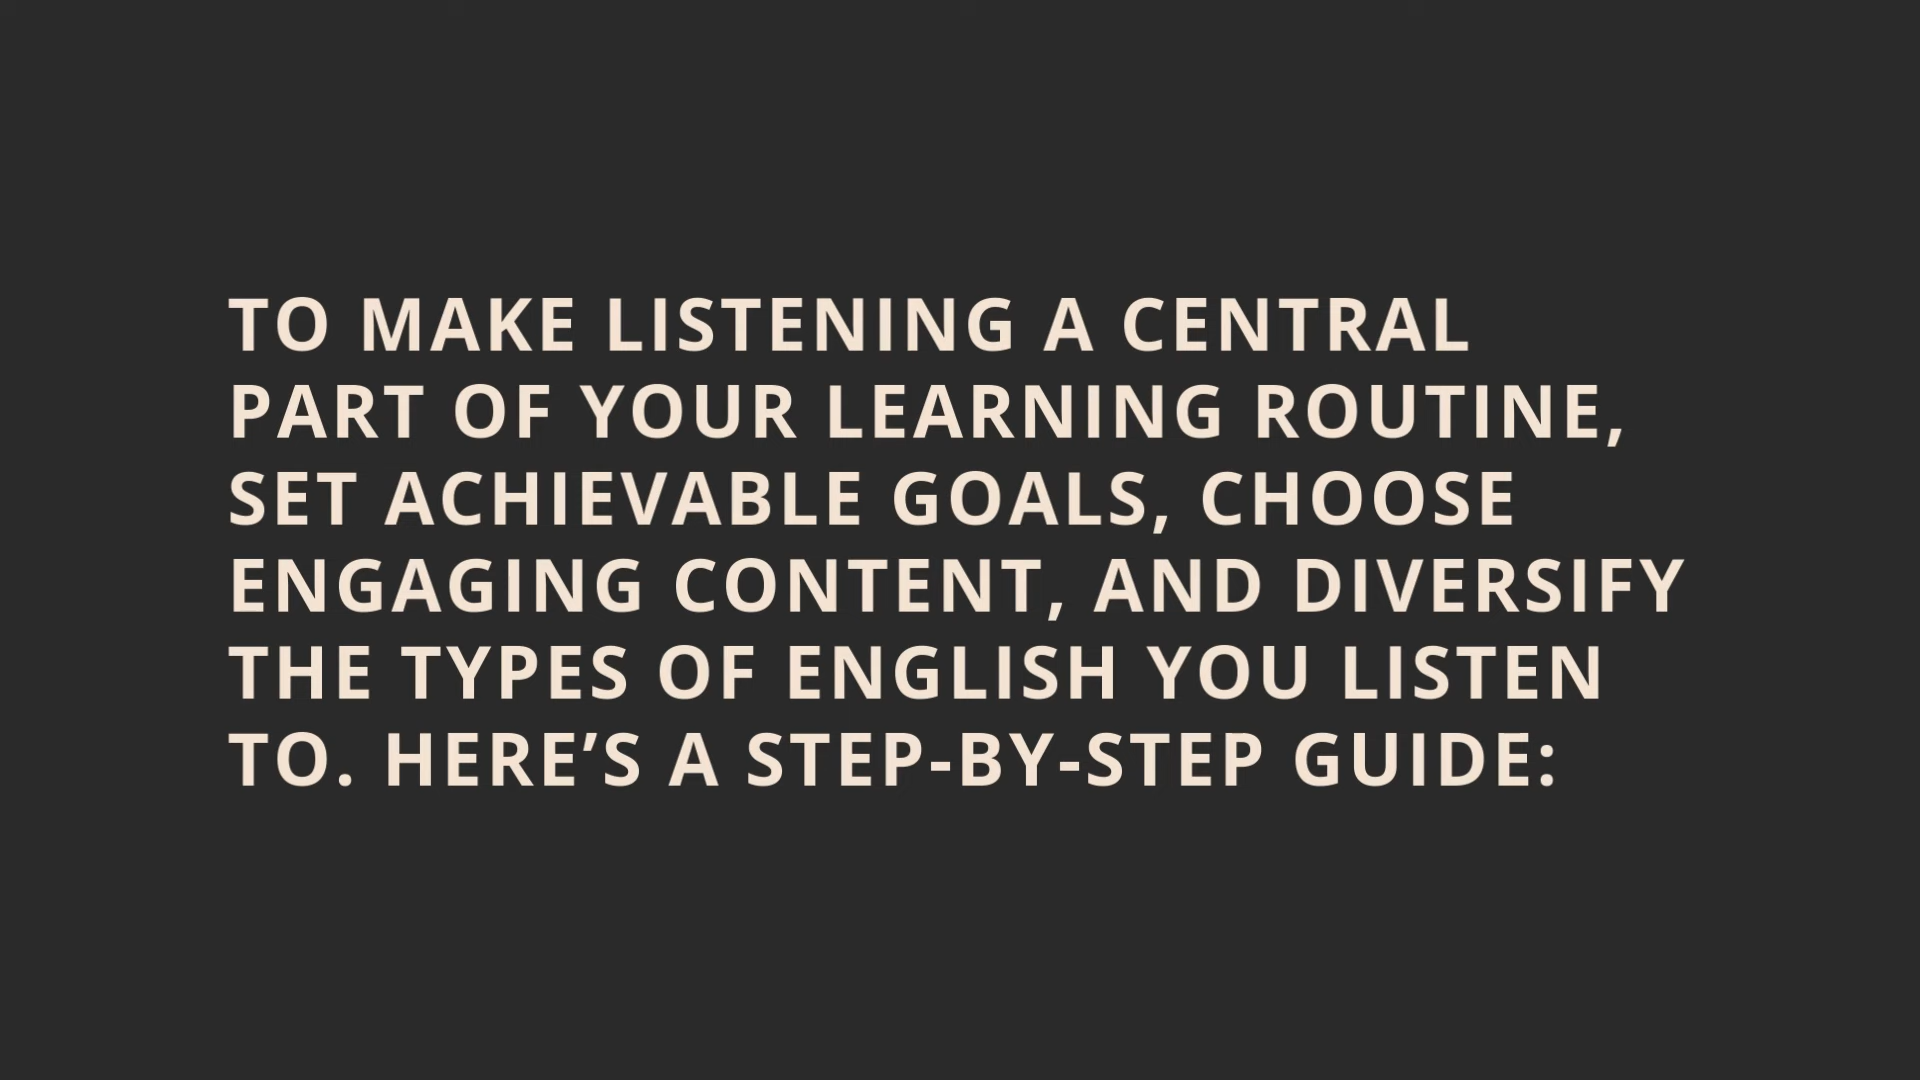 TO MAKE LISTENING A CENTRAL
PART OF YOUR LEARNING ROUTINE,
SET ACHIEVABLE GOALS, CHOOSE
ENGAGING CONTENT, AND DIVERSIFY
THE TYPES OF ENGLISH YOU LISTEN
TO. HERE’S A STEP-BY-STEP GUIDE: